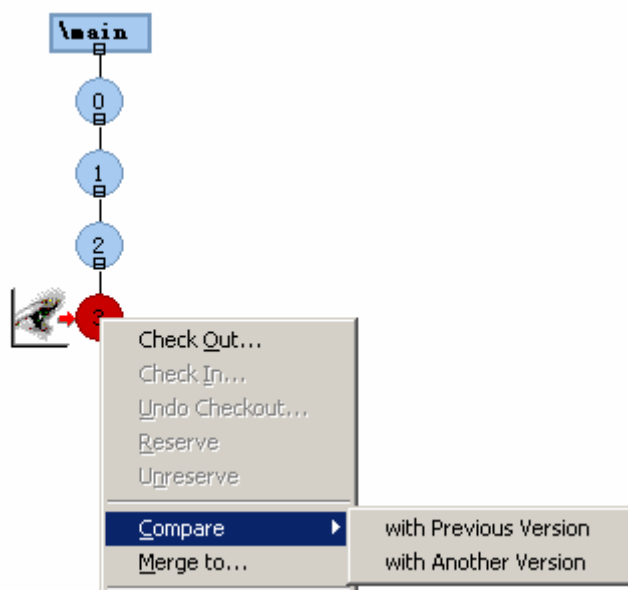 \main
0
1
2
3
Check Out...
Check In...
Undo Checkout...
Reserve
Unreserve
Compare
with Previous Version
Merge to...
with Another Version